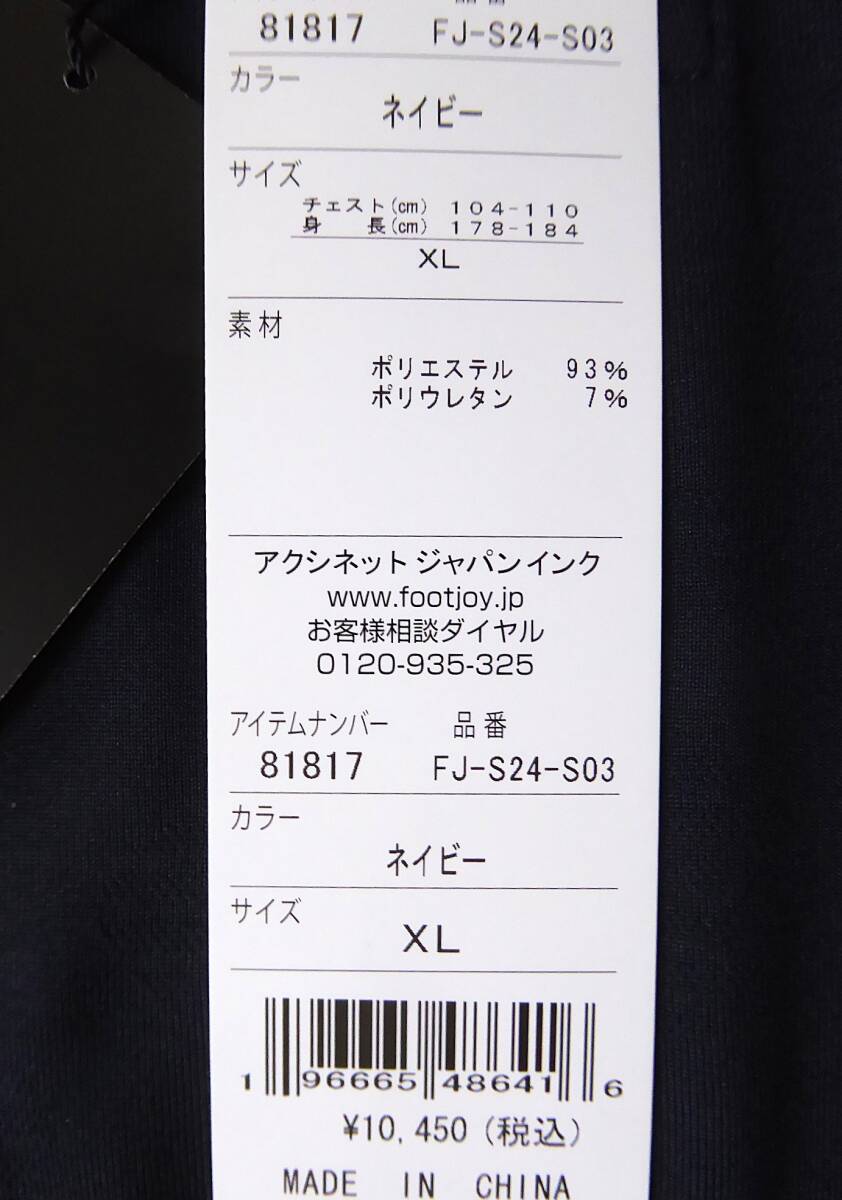 81817 FJ-S24-S03
カラー
ネイビー
サイズ
チェスト(cm) 104-110
身 長(cm) 178-184
XL
素材
ポリエステル 93%
ポリウレタン 7%
アクシネット ジャパン インク
www.footjoy.jp
お客様相談ダイヤル
0120-935-325
アイテムナンバー 品番
81817 FJ-S24-S03
カラー
ネイビー
サイズ
XL
1 96665 48641 6
¥10,450 (税込)
MADE IN CHINA